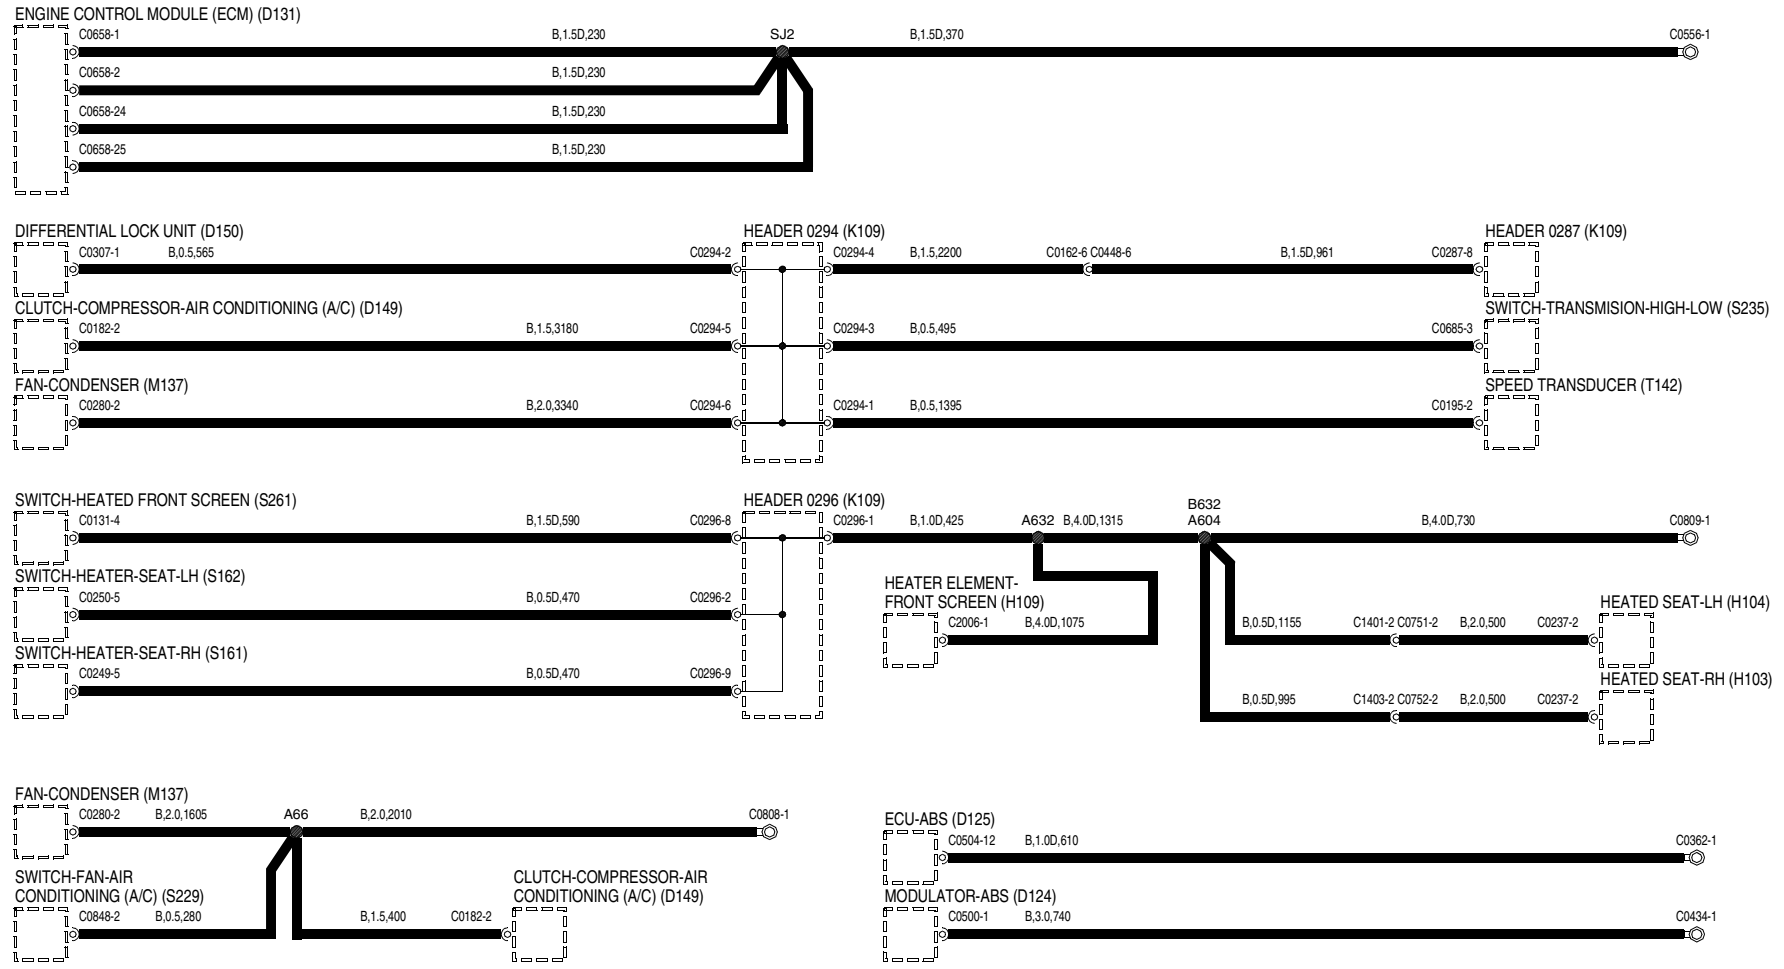 ENGINE CONTROL MODULE (ECM) (D131)
C0658-1 B,1.5D,230 SJ2 B,1.5D,370 C0556-1
C0658-2 B,1.5D,230
C0658-24 B,1.5D,230
C0658-25 B,1.5D,230
DIFFERENTIAL LOCK UNIT (D150) HEADER 0294 (K109) HEADER 0287 (K109)
C0307-1 B,0.5,565 C0294-2 C0294-4 B,1.5,2200 C0162-6 C0448-6 B,1.5D,961 C0287-8
CLUTCH-COMPRESSOR-AIR CONDITIONING (A/C) (D149) SWITCH-TRANSMISION-HIGH-LOW (S235)
C0182-2 B,1.5,3180 C0294-5 C0294-3 B,0.5,495 C0685-3
FAN-CONDENSER (M137) SPEED TRANSDUCER (T142)
C0280-2 B,2.0,3340 C0294-6 C0294-1 B,0.5,1395 C0195-2
SWITCH-HEATED FRONT SCREEN (S261) HEADER 0296 (K109) B632
C0131-4 B,1.5D,590 C0296-8 C0296-1 B,1.0D,425 A632 B,4.0D,1315 A604 B,4.0D,730 C0809-1
SWITCH-HEATER-SEAT-LH (S162) HEATER ELEMENT-
C0250-5 B,0.5D,470 C0296-2 FRONT SCREEN (H109) HEATED SEAT-LH (H104)
C2006-1 B,4.0D,1075 B,0.5D,1155 C1401-2 C0751-2 B,2.0,500 C0237-2
SWITCH-HEATER-SEAT-RH (S161)
C0249-5 B,0.5D,470 C0296-9 HEATED SEAT-RH (H103)
B,0.5D,995 C1403-2 C0752-2 B,2.0,500 C0237-2
FAN-CONDENSER (M137)
C0280-2 B,2.0,1605 A66 B,2.0,2010 C0808-1
ECU-ABS (D125)
C0504-12 B,1.0D,610 C0362-1
SWITCH-FAN-AIR CLUTCH-COMPRESSOR-AIR
CONDITIONING (A/C) (S229) CONDITIONING (A/C) (D149) MODULATOR-ABS (D124)
C0848-2 B,0.5,280 B,1.5,400 C0182-2 C0500-1 B,3.0,740 C0434-1